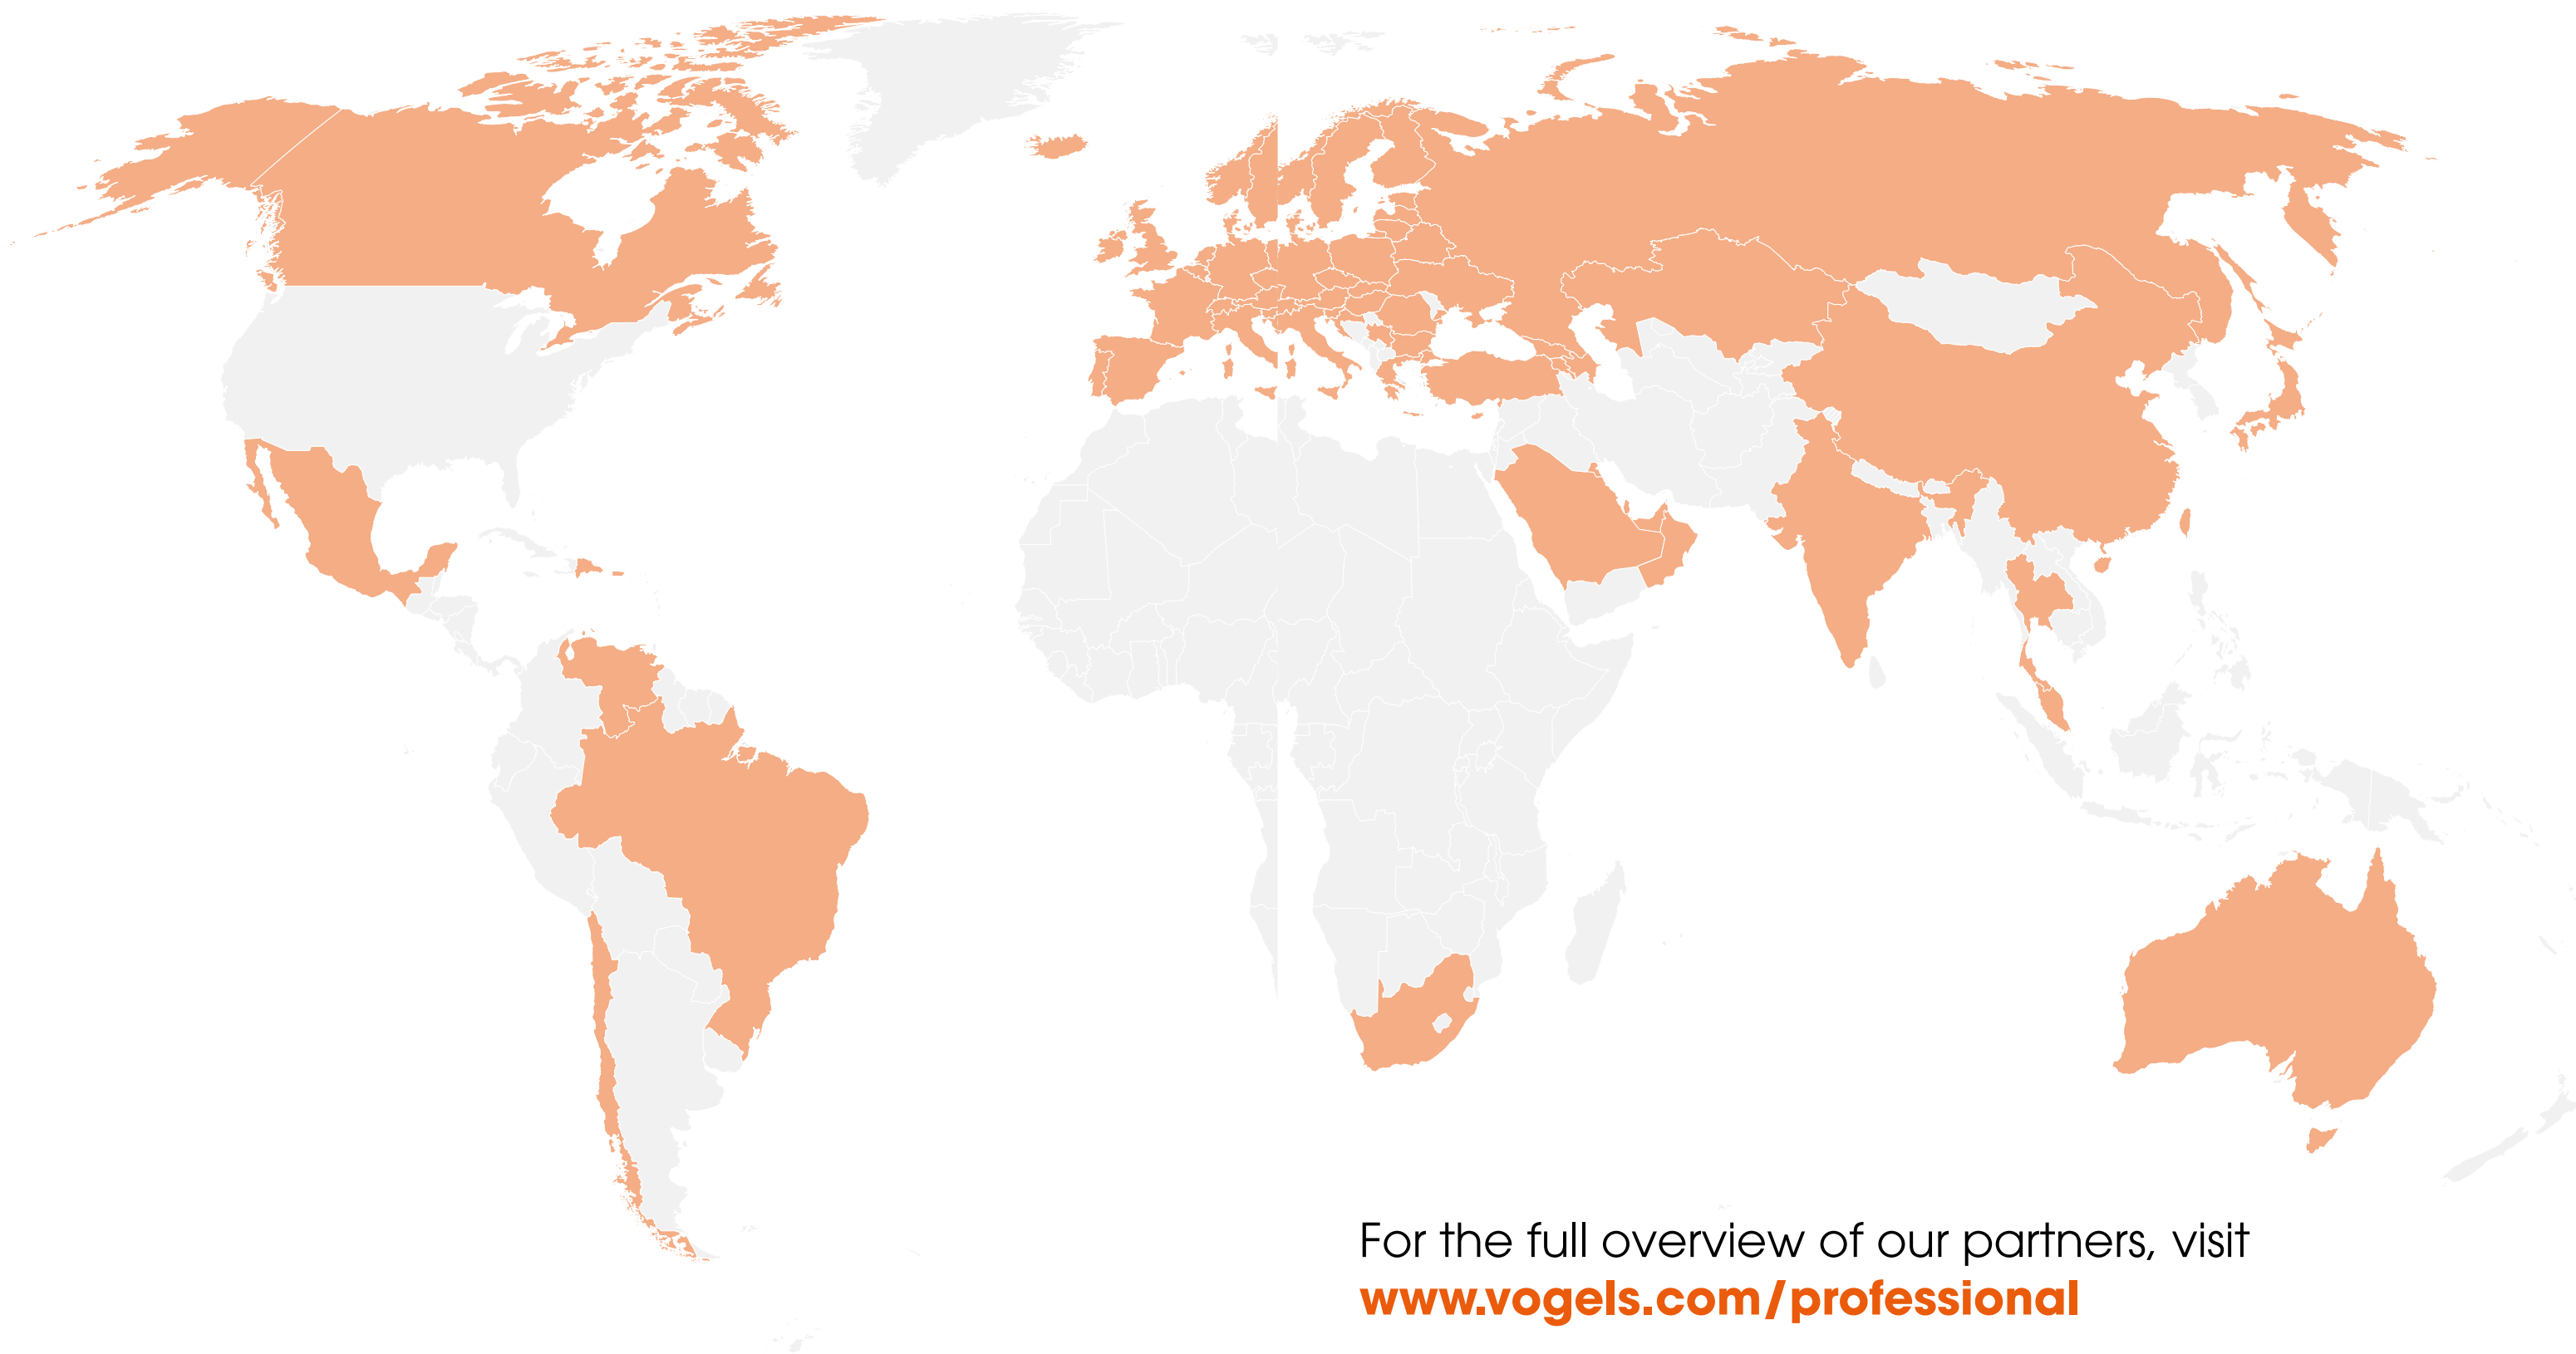 For the full overview of our partners, visit
www.vogels.com/professional